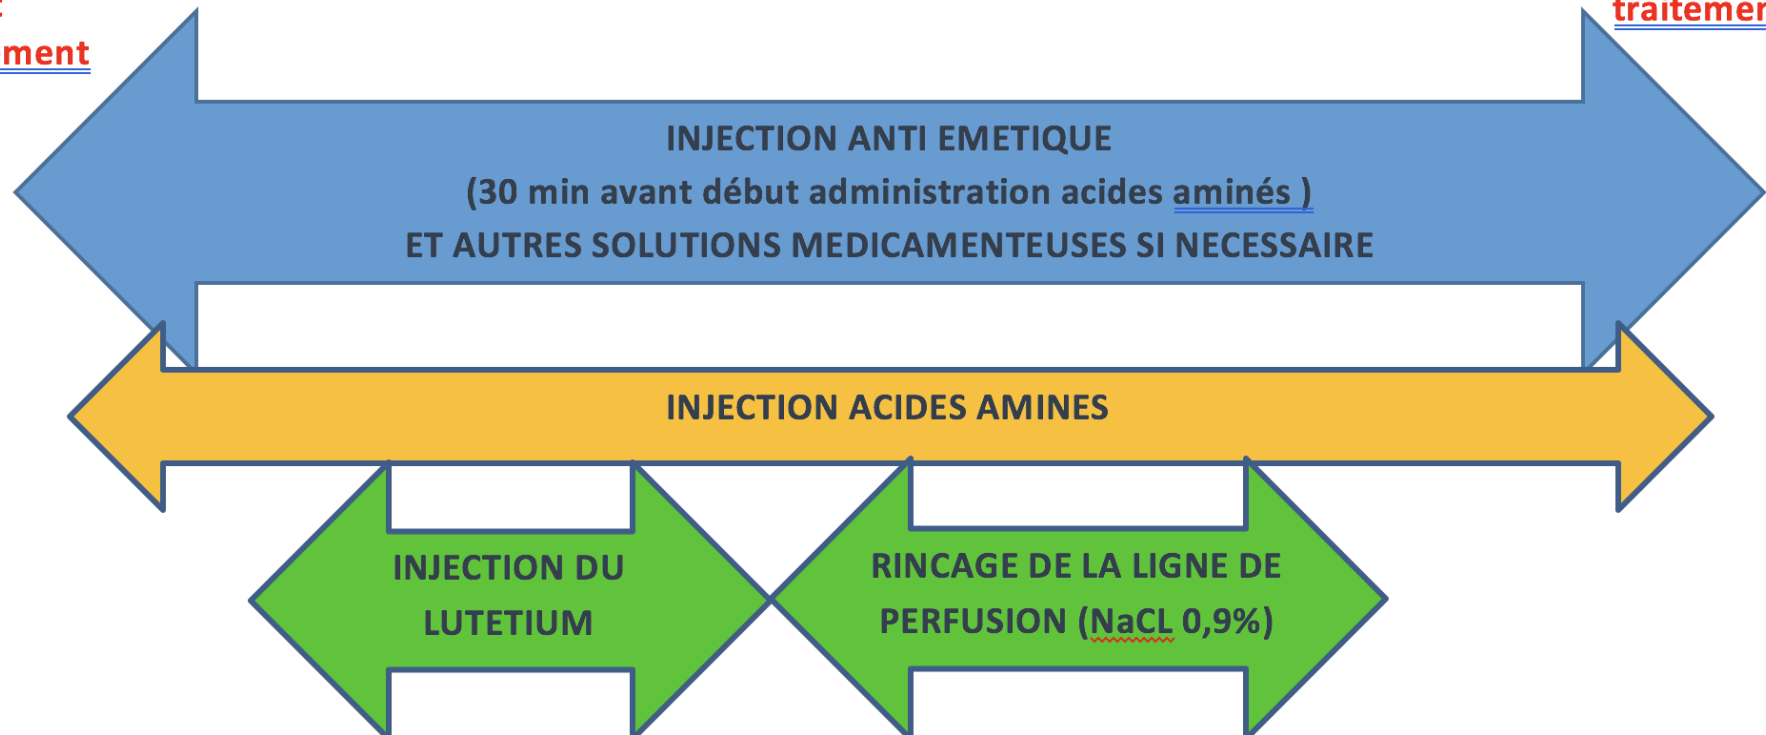 traitemen
ment
INJECTION ANTI EMETIQUE
(30 min avant début administration acides aminés )
ET AUTRES SOLUTIONS MEDICAMENTEUSES SI NECESSAIRE
INJECTION ACIDES AMINES
INJECTION DU
LUTETIUM
RINCAGE DE LA LIGNE DE
PERFUSION (NaCL 0,9%)